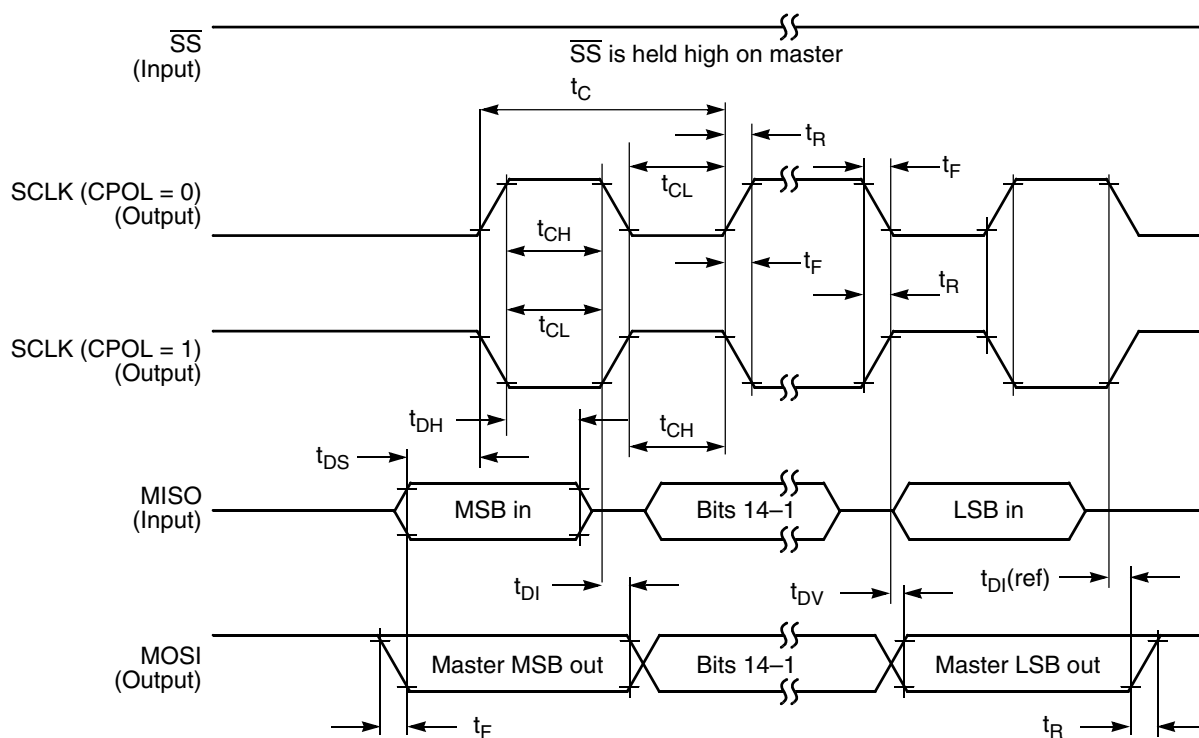 SS
(Input)
SS is held high on master
tC
tR
tF
SCLK (CPOL = 0)
(Output)
tCL
tCH
tF
tR
tCL
SCLK (CPOL = 1)
(Output)
tDH
tCH
tDS
MISO
(Input)
MSB in
Bits 14–1
LSB in
tDI
tDV
tDI(ref)
MOSI
(Output)
Master MSB out
Bits 14–1
Master LSB out
tF
tR